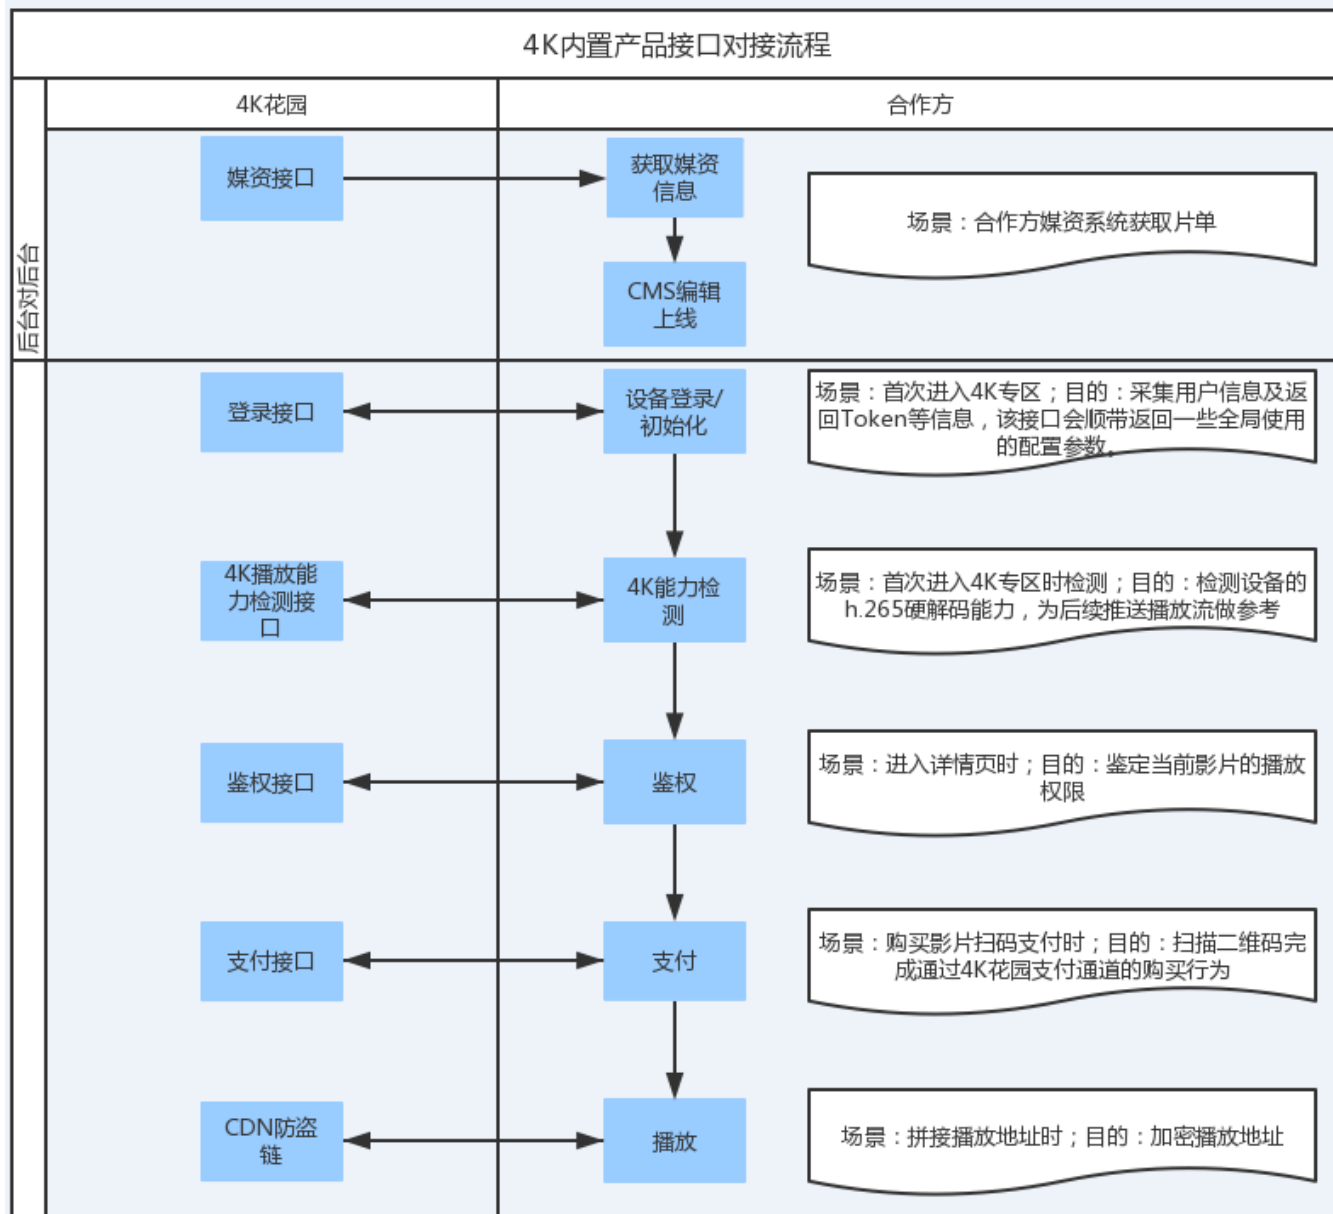 4K内置产品接口对接流程
4K花园
合作方
后台对后台
媒资接口
获取媒资
信息
场景：合作方媒资系统获取片单
CMS编辑
上线
登录接口
设备登录/
初始化
场景：首次进入4K专区；目的：采集用户信息及返
回Token等信息，该接口会顺带返回一些全局使用
的配置参数。
4K播放能
力检测接
口
4K能力检
测
场景：首次进入4K专区时检测；目的：检测设备的
h.265硬解码能力，为后续推送播放流做参考
鉴权接口
鉴权
场景：进入详情页时；目的：鉴定当前影片的播放
权限
支付接口
支付
场景：购买影片扫码支付时；目的：扫描二维码完
成通过4K花园支付通道的购买行为
CDN防盗
链
播放
场景：拼接播放地址时；目的：加密播放地址